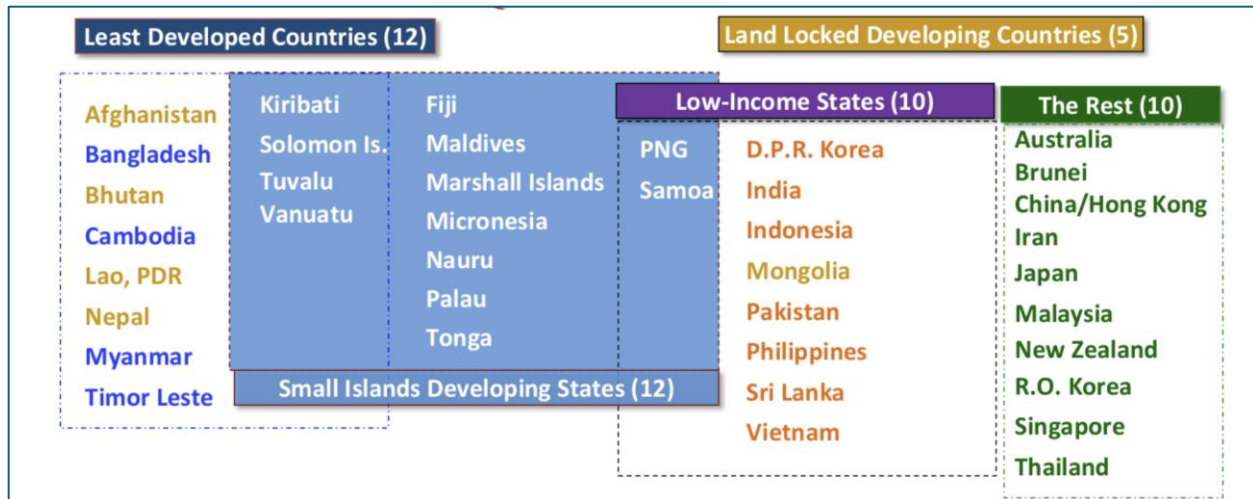 Least Developed Countries (12)
Land Locked Developing Countries (5)
Afghanistan
Bangladesh
Bhutan
Cambodia
Lao, PDR
Nepal
Myanmar
Timor Leste
Kiribati
Solomon Is.
Tuvalu
Vanuatu
Fiji
Maldives
Marshall Islands
Micronesia
Nauru
Palau
Tonga
Small Islands Developing States (12)
Low-Income States (10)
PNG
Samoa
D.P.R. Korea
India
Indonesia
Mongolia
Pakistan
Philippines
Sri Lanka
Vietnam
The Rest (10)
Australia
Brunei
China/Hong Kong
Iran
Japan
Malaysia
New Zealand
R.O. Korea
Singapore
Thailand